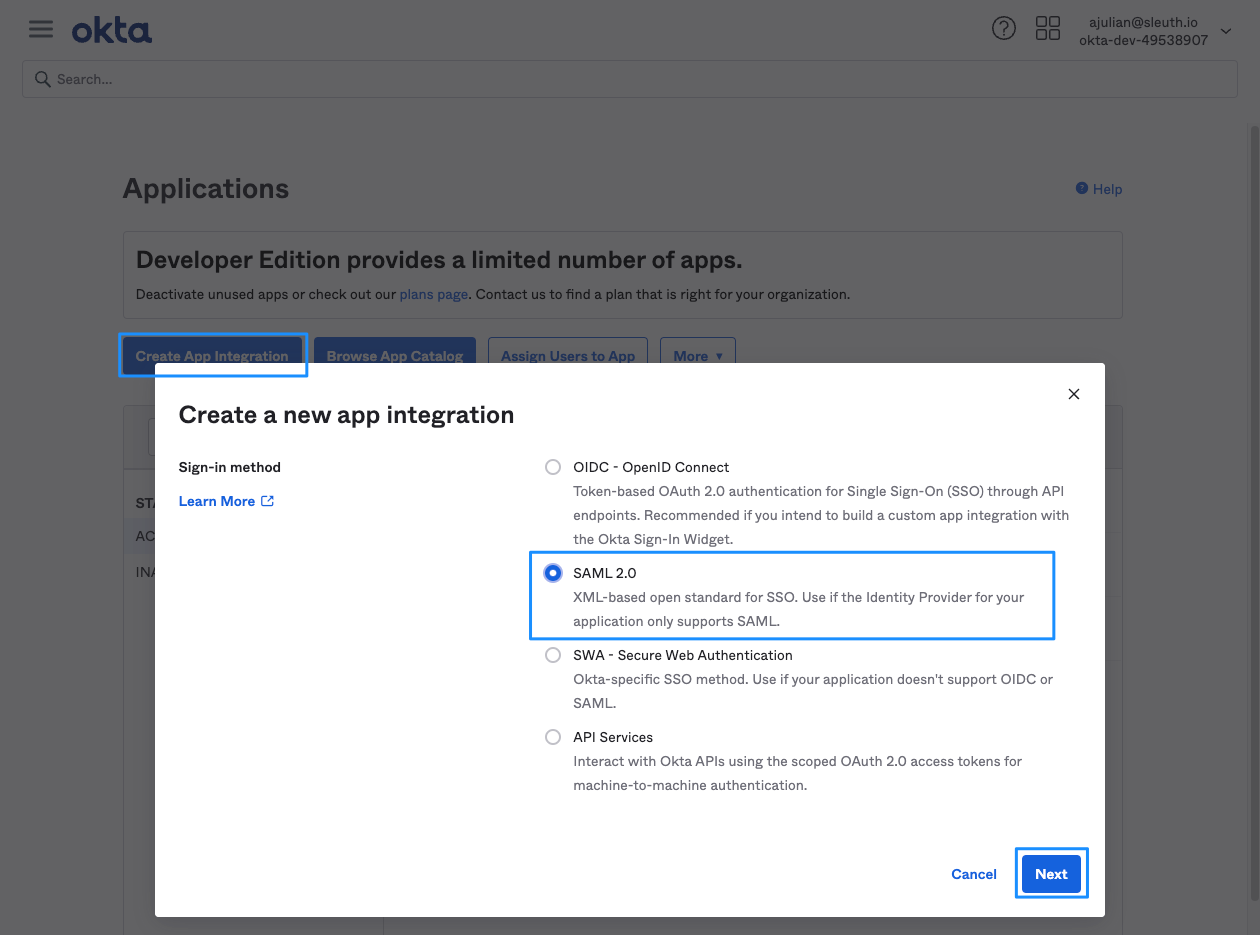 okta
ajulian@sleuth.io
okta-dev-49538907
Search...
Applications
Help
Developer Edition provides a limited number of apps.
Deactivate unused apps or check out our plans page. Contact us to find a plan that is right for your organization.
Create App Integration
Browse App Catalog
Assign Users to App
More
Create a new app integration
Sign-in method
Learn More
OIDC - OpenID Connect
Token-based OAuth 2.0 authentication for Single Sign-On (SSO) through API
endpoints. Recommended if you intend to build a custom app integration with
the Okta Sign-In Widget.
SAML 2.0
XML-based open standard for SSO. Use if the Identity Provider for your
application only supports SAML.
SWA - Secure Web Authentication
Okta-specific SSO method. Use if your application doesn't support OIDC or
SAML.
API Services
Interact with Okta APIs using the scoped OAuth 2.0 access tokens for
machine-to-machine authentication.
Cancel
Next